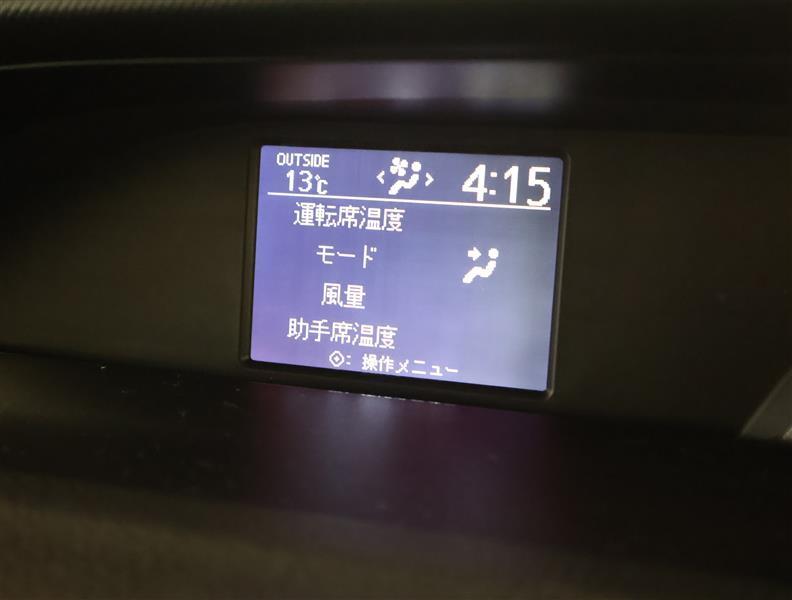 OUTSIDE
13℃
4:15
運転席温度
モード
風量
助手席温度
: 操作メニュー